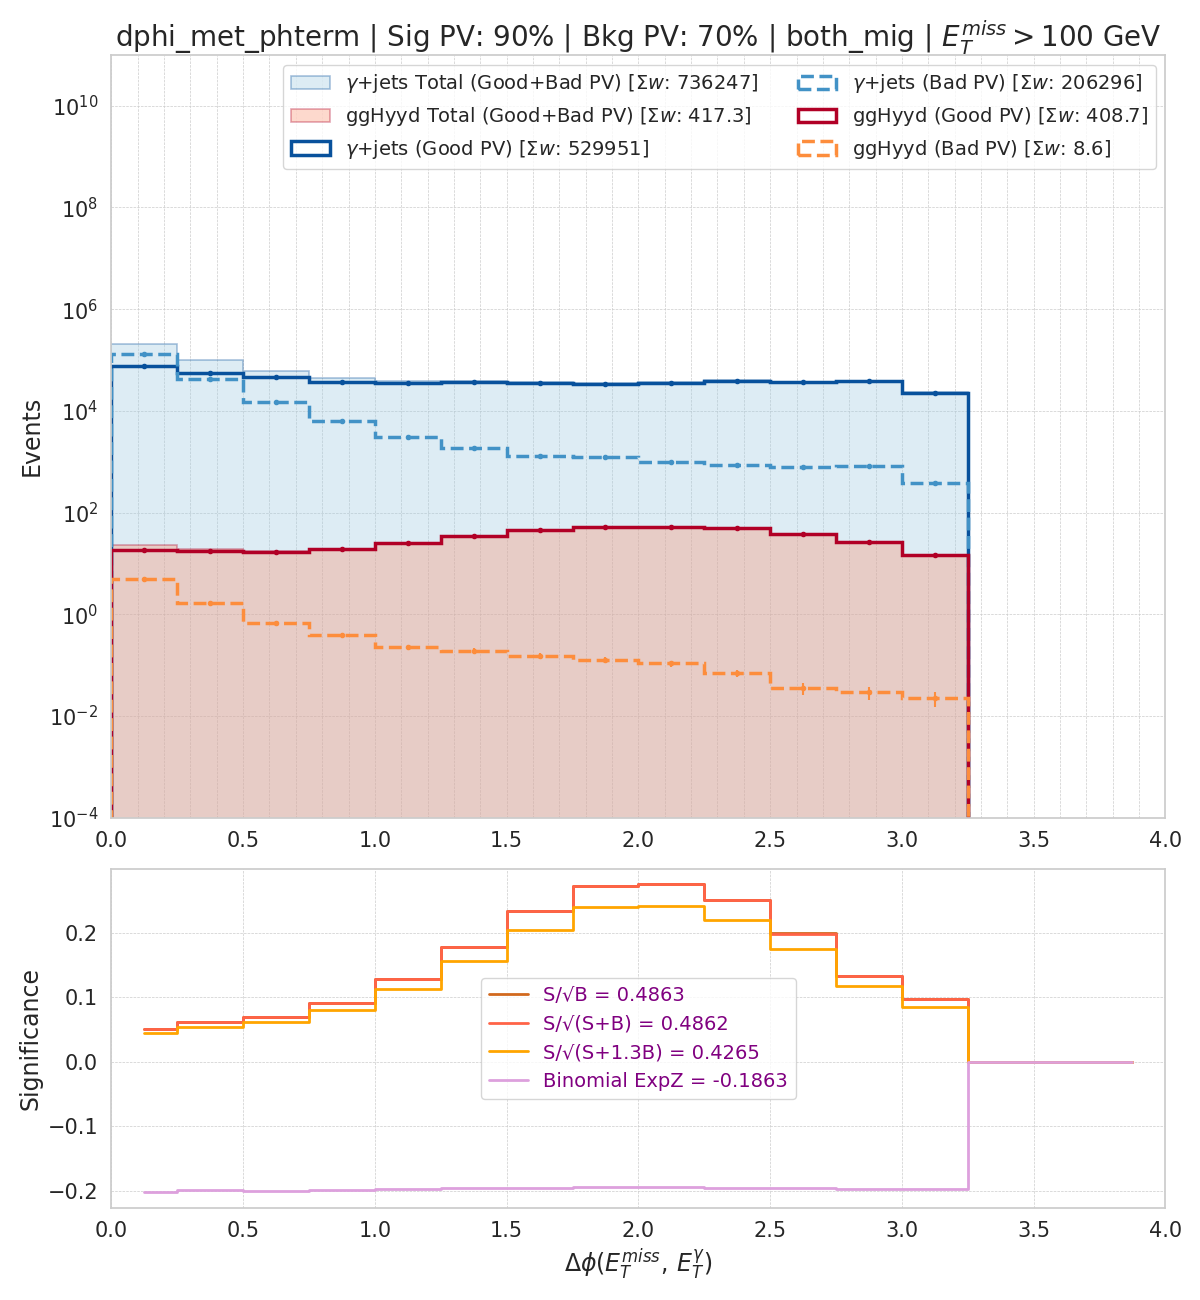 dphi_met_phterm | Sig PV: 90% | Bkg PV: 70% | both_mig | $E_T^{miss} > 100$ GeV
γ+jets Total (Good+Bad PV) [Σw: 736247]
ggHyyd Total (Good+Bad PV) [Σw: 417.3]
γ+jets (Good PV) [Σw: 529951]
γ+jets (Bad PV) [Σw: 206296]
ggHyyd (Good PV) [Σw: 408.7]
ggHyyd (Bad PV) [Σw: 8.6]
Events
10^{10}
10^{8}
10^{6}
10^{4}
10^{2}
10^{0}
10^{-2}
10^{-4}
0.0 0.5 1.0 1.5 2.0 2.5 3.0 3.5 4.0
Significance
0.2
0.1
0.0
−0.1
−0.2
S/√B = 0.4863
S/√(S+B) = 0.4862
S/√(S+1.3B) = 0.4265
Binomial ExpZ = -0.1863
0.0 0.5 1.0 1.5 2.0 2.5 3.0 3.5 4.0
$\Delta\phi(E_T^{miss}, E_T^{\gamma})$